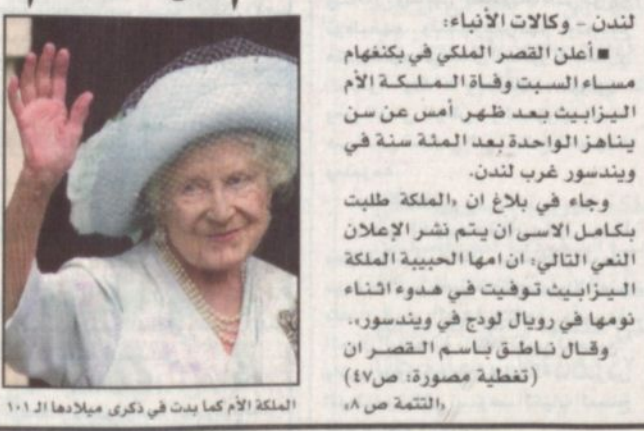 لندن - وكالات الأنباء:
■ أعلن القصر الملكي في بكنغهام
مساء السبت وفاة الملكة الأم
اليزابيث بعد ظهر أمس عن سن
يناهز الواحدة بعد المئة سنة في
ويندسور غرب لندن.
وجاء في بلاغ ان «الملكة طلبت
بكامل الاسى ان يتم نشر الإعلان
النعي التالي: ان امها الحبيبة الملكة
اليزابيث توفيت في هدوء اثناء
نومها في رويال لودج في ويندسور».
وقال ناطق باسم القصر ان
(تغطية مصورة: ص٤٧)
«التتمة ص ٨»
الملكة الأم كما بدت في ذكرى ميلادها الـ ١٠١